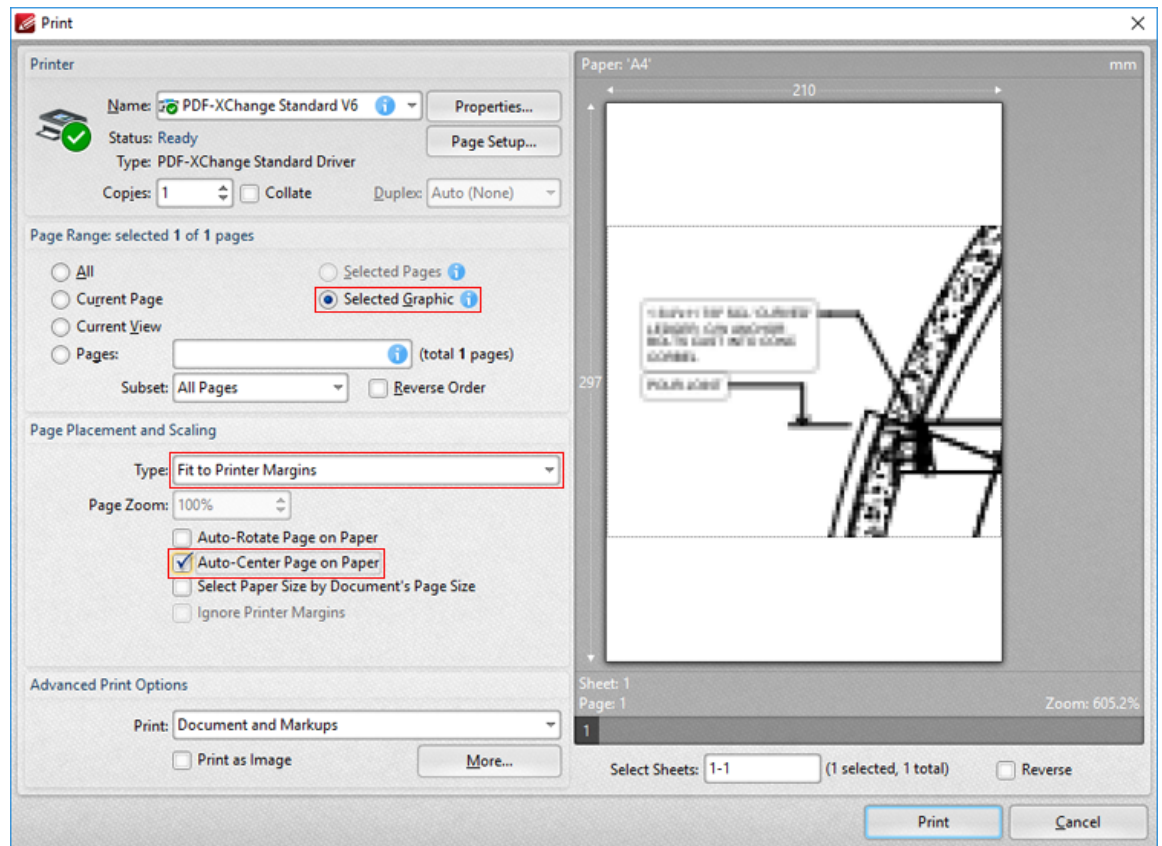 Print
Printer
Name: PDF-XChange Standard V6
Properties...
Status: Ready
Page Setup...
Type: PDF-XChange Standard Driver
Copies: 1
Collate
Duplex: Auto (None)
Page Range: selected 1 of 1 pages
All
Selected Pages
Current Page
Selected Graphic
Current View
Pages:
(total 1 pages)
Subset: All Pages
Reverse Order
Page Placement and Scaling
Type: Fit to Printer Margins
Page Zoom: 100%
Auto-Rotate Page on Paper
Auto-Center Page on Paper
Select Paper Size by Document's Page Size
Ignore Printer Margins
Advanced Print Options
Print: Document and Markups
Print as Image
More...
Paper: 'A4'
mm
210
297
POUR JOINT
Sheet: 1
Page: 1
Zoom: 605.2%
1
Select Sheets: 1-1
(1 selected, 1 total)
Reverse
Print
Cancel